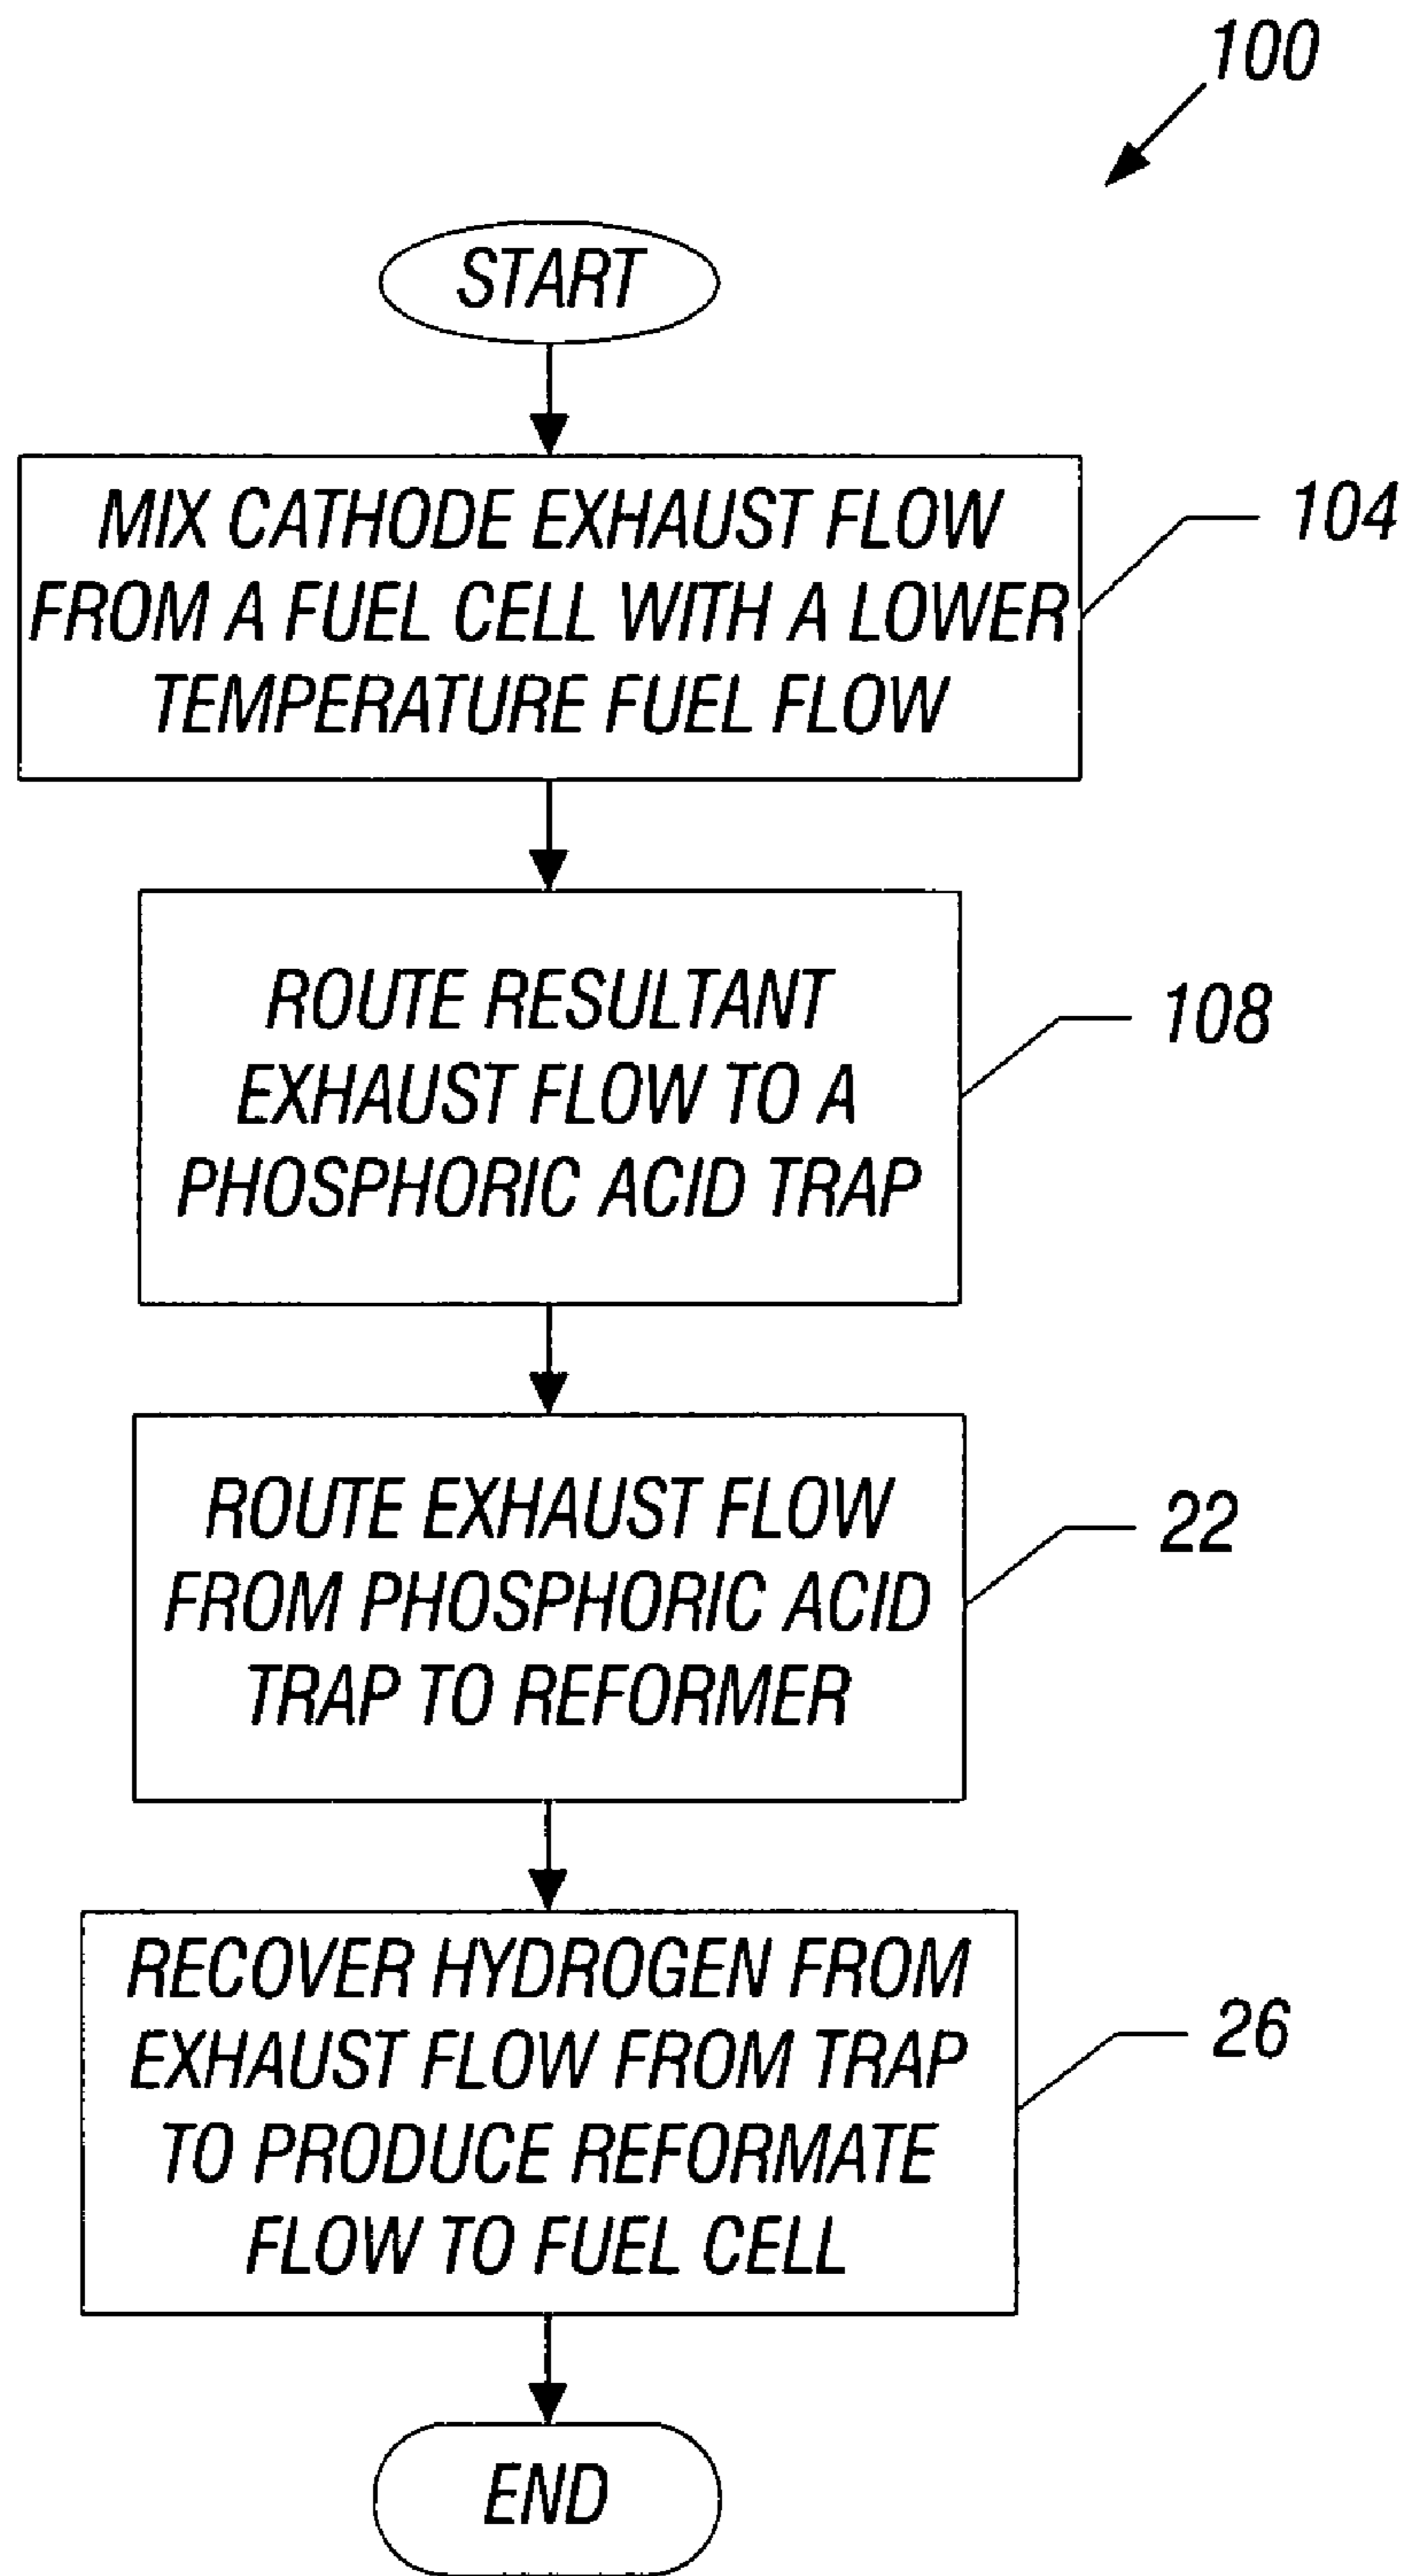 100
START
MIX CATHODE EXHAUST FLOW
FROM A FUEL CELL WITH A LOWER
TEMPERATURE FUEL FLOW
104
ROUTE RESULTANT
EXHAUST FLOW TO A
PHOSPHORIC ACID TRAP
108
ROUTE EXHAUST FLOW
FROM PHOSPHORIC ACID
TRAP TO REFORMER
22
RECOVER HYDROGEN FROM
EXHAUST FLOW FROM TRAP
TO PRODUCE REFORMATE
FLOW TO FUEL CELL
26
END